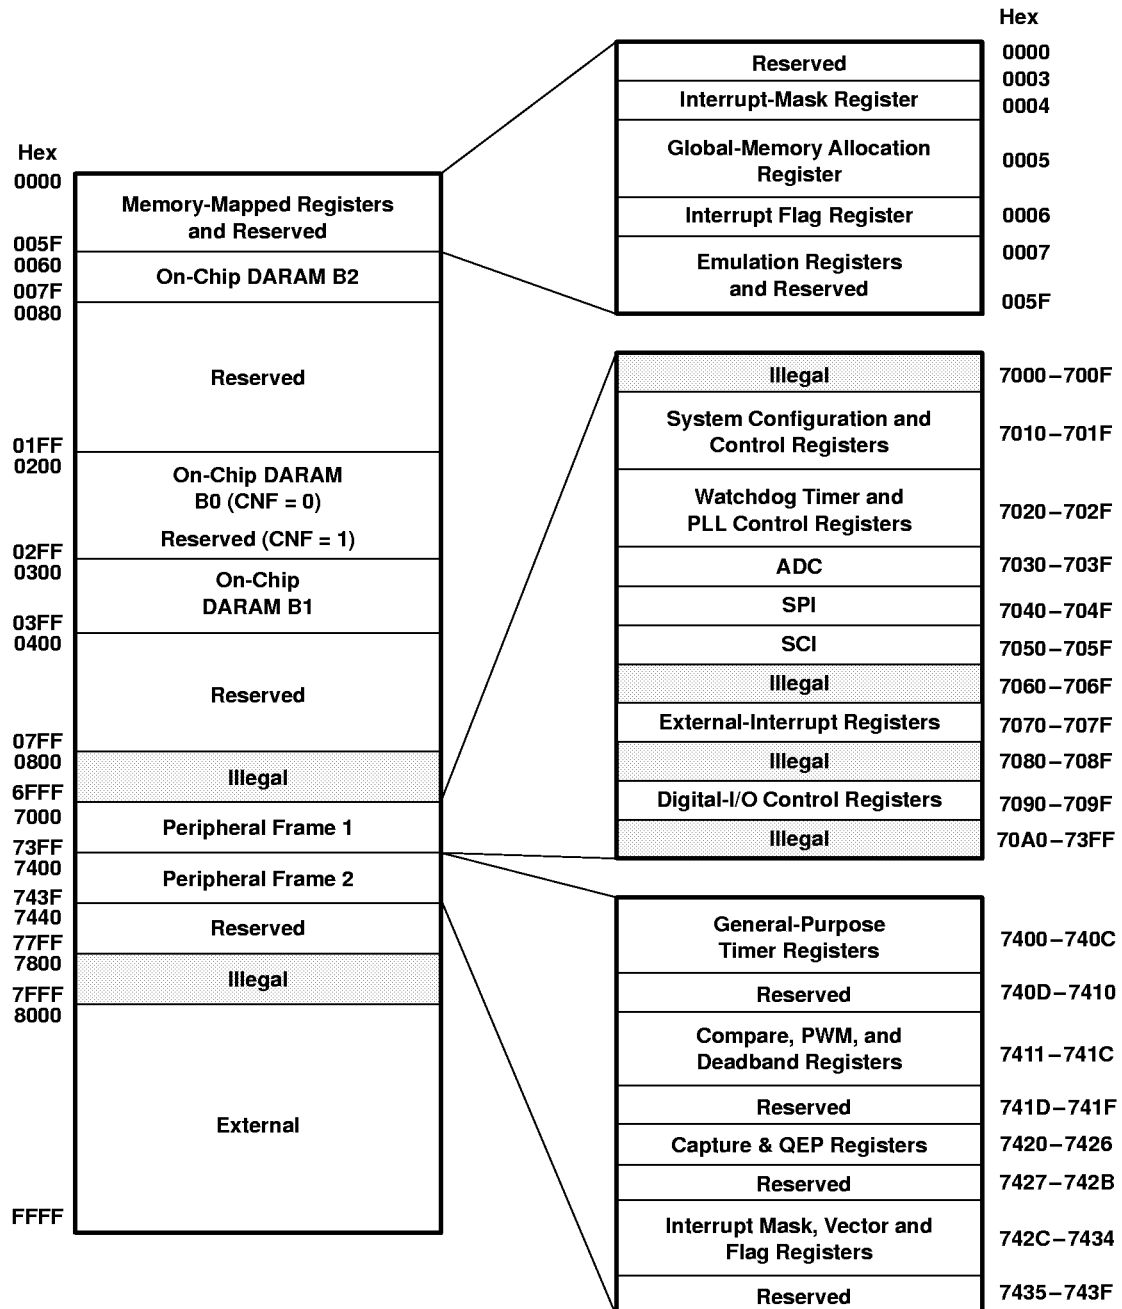 Hex
0000
Memory-Mapped Registers
and Reserved
005F
0060
On-Chip DARAM B2
007F
0080
Reserved
01FF
0200
On-Chip DARAM
B0 (CNF = 0)
Reserved (CNF = 1)
02FF
0300
On-Chip
DARAM B1
03FF
0400
Reserved
07FF
0800
Illegal
6FFF
7000
Peripheral Frame 1
73FF
7400
Peripheral Frame 2
743F
7440
Reserved
77FF
7800
Illegal
7FFF
8000
External
FFFF
Hex
0000
Reserved
0003
Interrupt-Mask Register 0004
Global-Memory Allocation
Register
0005
Interrupt Flag Register 0006
0007
Emulation Registers
and Reserved
005F
Illegal 7000–700F
System Configuration and
Control Registers
7010–701F
Watchdog Timer and
PLL Control Registers
7020–702F
ADC 7030–703F
SPI 7040–704F
SCI 7050–705F
Illegal 7060–706F
External-Interrupt Registers 7070–707F
Illegal 7080–708F
Digital-I/O Control Registers 7090–709F
Illegal 70A0–73FF
General-Purpose
Timer Registers
7400–740C
Reserved 740D–7410
Compare, PWM, and
Deadband Registers
7411–741C
Reserved 741D–741F
Capture & QEP Registers 7420–7426
Reserved 7427–742B
Interrupt Mask, Vector and
Flag Registers
742C–7434
Reserved 7435–743F